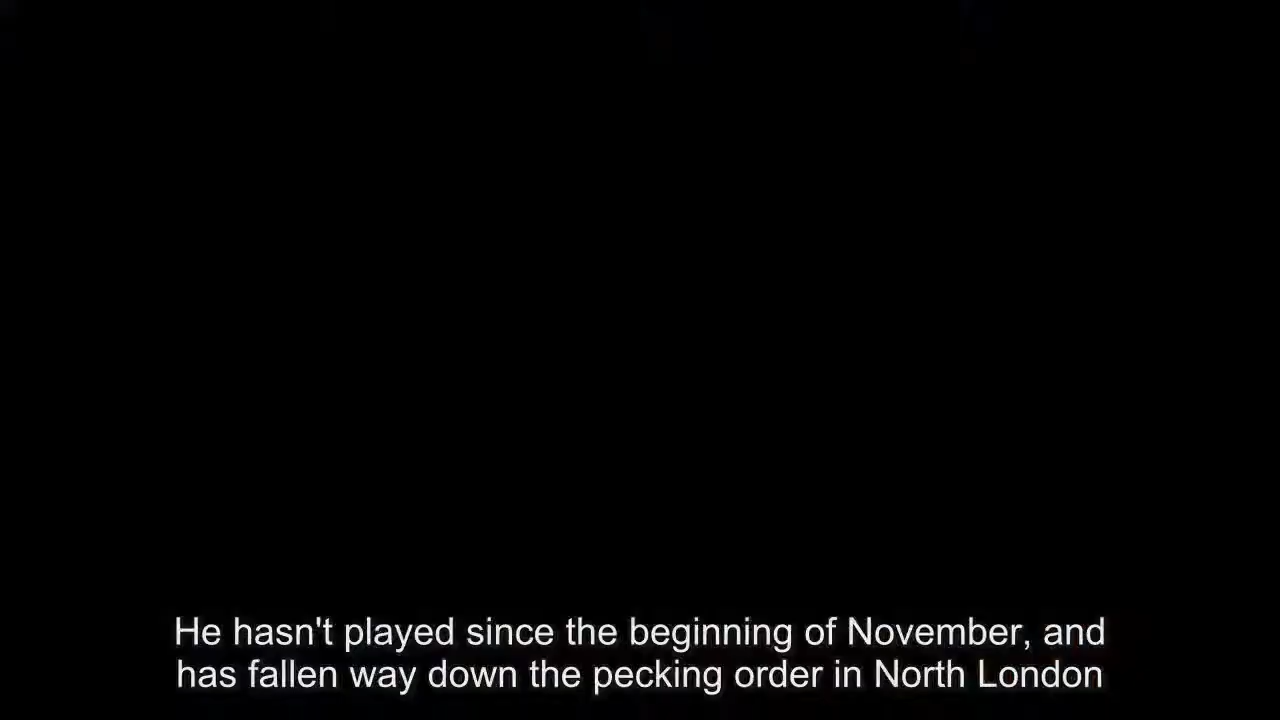 He hasn't played since the beginning of November, and
has fallen way down the pecking order in North London